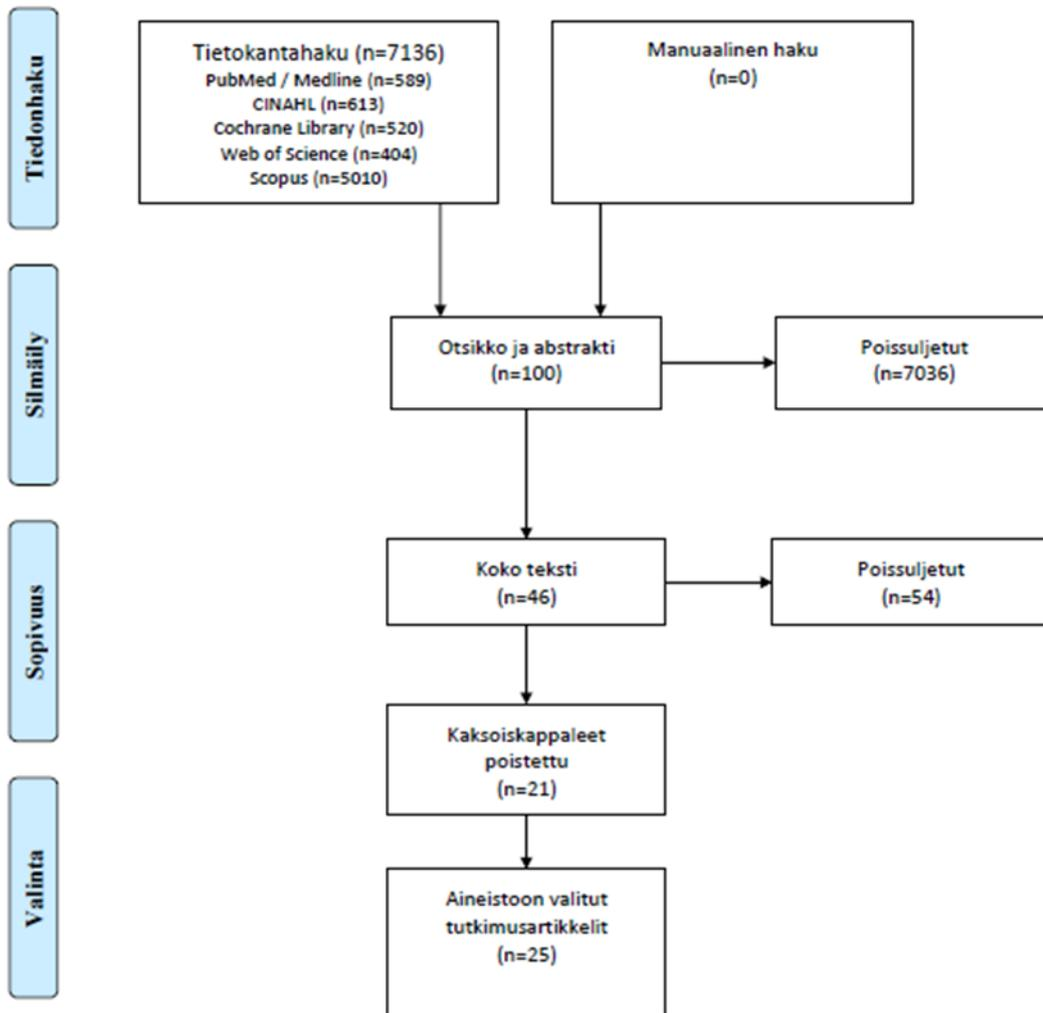 Tiedonhaku
Tietokantahaku (n=7136)
PubMed / Medline (n=589)
CINAHL (n=613)
Cochrane Library (n=520)
Web of Science (n=404)
Scopus (n=5010)
Manuaalinen haku
(n=0)
Silmäily
Otsikko ja abstrakti
(n=100)
Poissuljetut
(n=7036)
Sopivuus
Koko teksti
(n=46)
Poissuljetut
(n=54)
Kaksoiskappaleet
poistettu
(n=21)
Valinta
Aineistoon valitut
tutkimusartikkelit
(n=25)